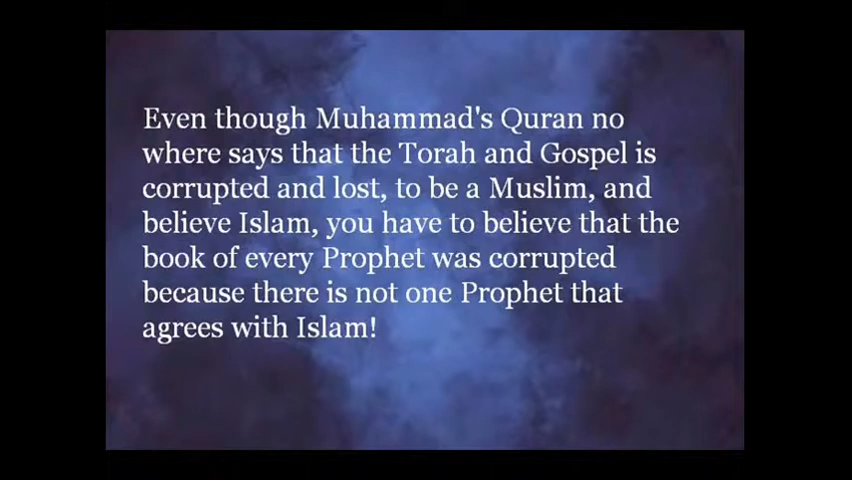 Even though Muhammad's Quran no
where says that the Torah and Gospel is
corrupted and lost, to be a Muslim, and
believe Islam, you have to believe that the
book of every Prophet was corrupted
because there is not one Prophet that
agrees with Islam!